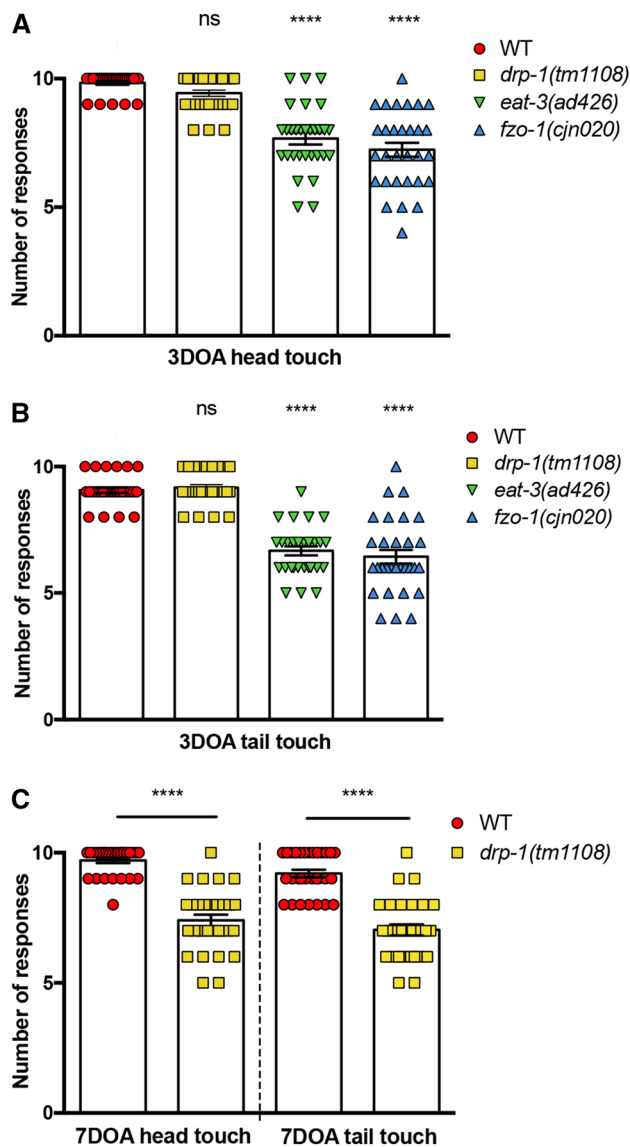 A
ns **** ****
WT
drp-1(tm1108)
eat-3(ad426)
fzo-1(cjn020)
10
5
0
Number of responses
3DOA head touch
B
ns **** ****
WT
drp-1(tm1108)
eat-3(ad426)
fzo-1(cjn020)
10
5
0
Number of responses
3DOA tail touch
C
**** ****
WT
drp-1(tm1108)
10
5
0
Number of responses
7DOA head touch 7DOA tail touch